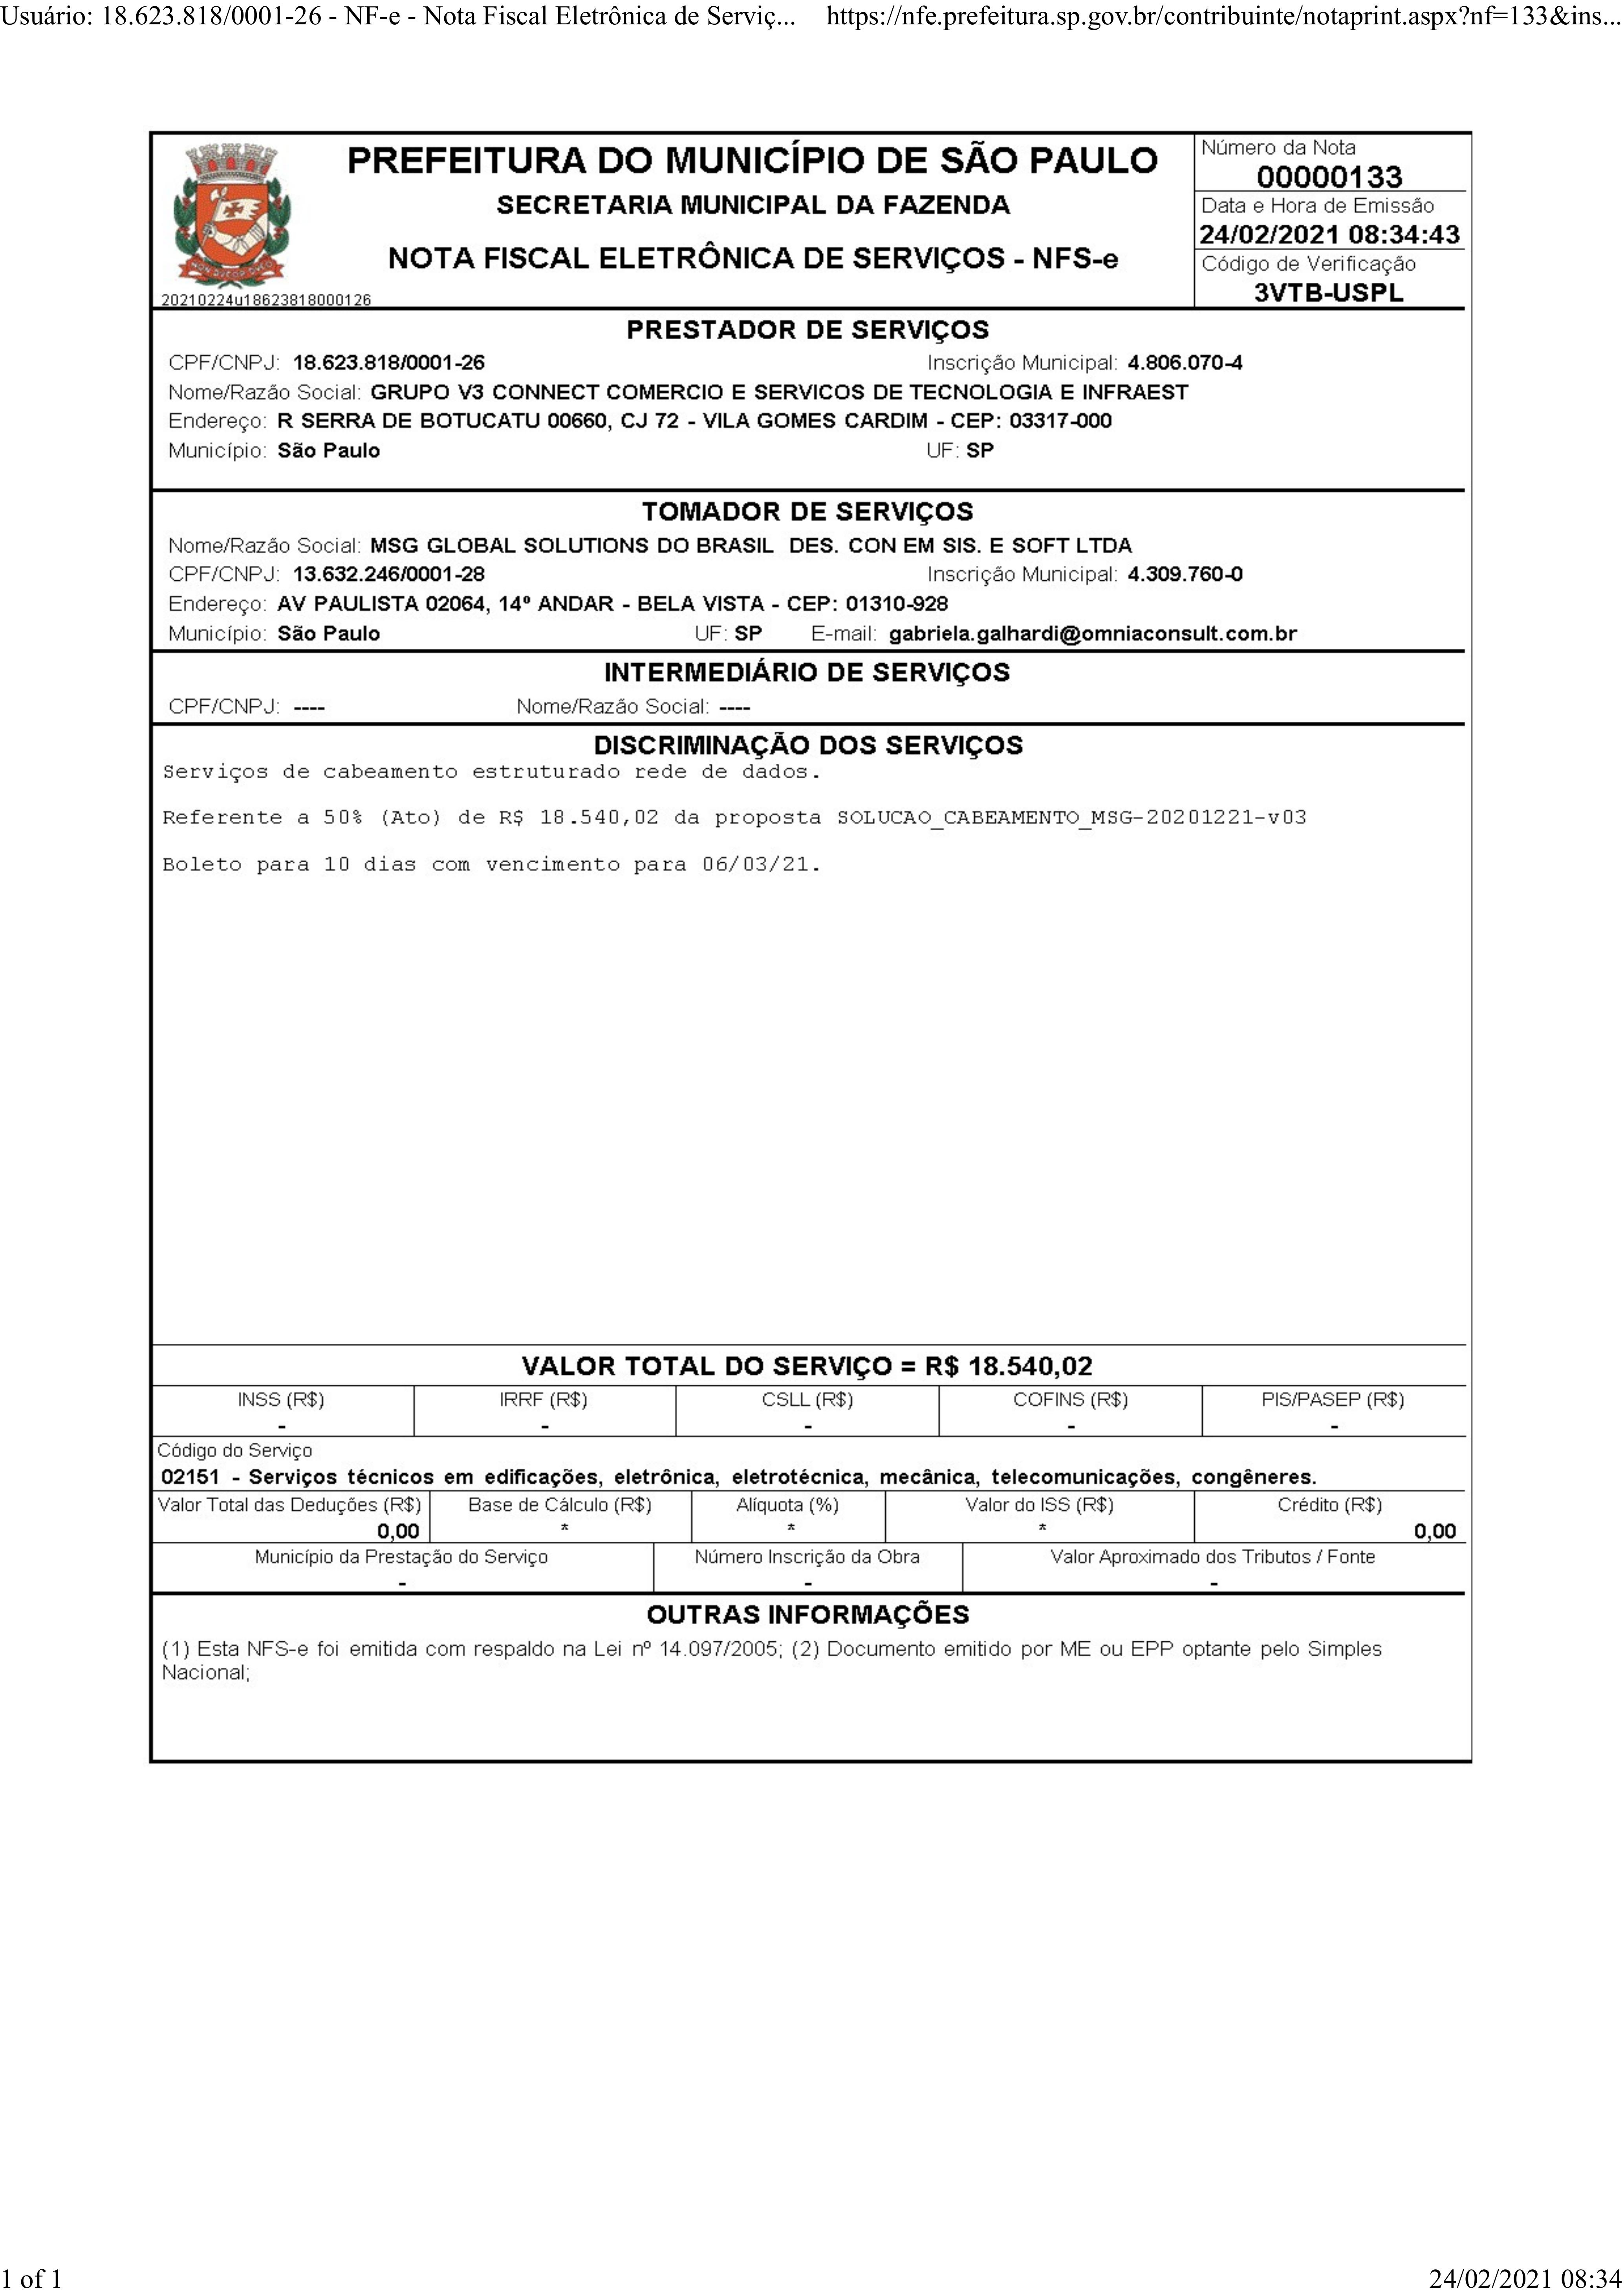 Usuário: 18.623.818/0001-26 - NF-e - Nota Fiscal Eletrônica de Serviç... https://nfe.prefeitura.sp.gov.br/contribuinte/notaprint.aspx?nf=133&ins...
PREFEITURA DO MUNICÍPIO DE SÃO PAULO
SECRETARIA MUNICIPAL DA FAZENDA
NOTA FISCAL ELETRÔNICA DE SERVIÇOS - NFS-e
20210224u18623818000126
Número da Nota
00000133
Data e Hora de Emissão
24/02/2021 08:34:43
Código de Verificação
3VTB-USPL
PRESTADOR DE SERVIÇOS
CPF/CNPJ: 18.623.818/0001-26 Inscrição Municipal: 4.806.070-4
Nome/Razão Social: GRUPO V3 CONNECT COMERCIO E SERVICOS DE TECNOLOGIA E INFRAEST
Endereço: R SERRA DE BOTUCATU 00660, CJ 72 - VILA GOMES CARDIM - CEP: 03317-000
Município: São Paulo UF: SP
TOMADOR DE SERVIÇOS
Nome/Razão Social: MSG GLOBAL SOLUTIONS DO BRASIL DES. CON EM SIS. E SOFT LTDA
CPF/CNPJ: 13.632.246/0001-28 Inscrição Municipal: 4.309.760-0
Endereço: AV PAULISTA 02064, 14º ANDAR - BELA VISTA - CEP: 01310-928
Município: São Paulo UF: SP E-mail: gabriela.galhardi@omniaconsult.com.br
INTERMEDIÁRIO DE SERVIÇOS
CPF/CNPJ: ---- Nome/Razão Social: ----
DISCRIMINAÇÃO DOS SERVIÇOS
Serviços de cabeamento estruturado rede de dados.
Referente a 50% (Ato) de R$ 18.540,02 da proposta SOLUCAO_CABEAMENTO_MSG-20201221-v03
Boleto para 10 dias com vencimento para 06/03/21.
VALOR TOTAL DO SERVIÇO = R$ 18.540,02
INSS (R$) IRRF (R$) CSLL (R$) COFINS (R$) PIS/PASEP (R$)
- - - - -
Código do Serviço
02151 - Serviços técnicos em edificações, eletrônica, eletrotécnica, mecânica, telecomunicações, congêneres.
Valor Total das Deduções (R$) Base de Cálculo (R$) Alíquota (%) Valor do ISS (R$) Crédito (R$)
0,00 * * * 0,00
Município da Prestação do Serviço Número Inscrição da Obra Valor Aproximado dos Tributos / Fonte
- - -
OUTRAS INFORMAÇÕES
(1) Esta NFS-e foi emitida com respaldo na Lei nº 14.097/2005; (2) Documento emitido por ME ou EPP optante pelo Simples
Nacional;
1 of 1 24/02/2021 08:34